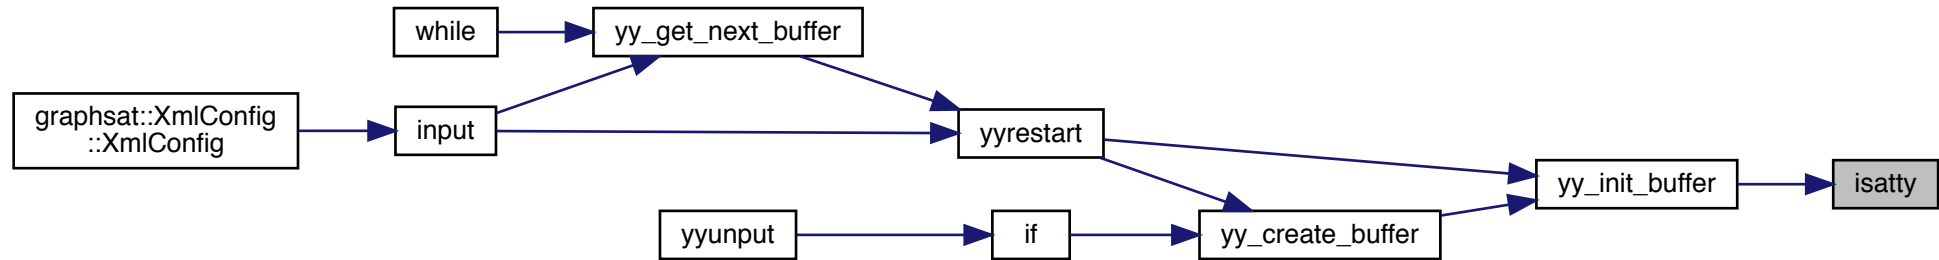 while
yy_get_next_buffer
graphsat::XmlConfig
::XmlConfig
input
yyrestart
yy_init_buffer
isatty
yyunput
if
yy_create_buffer